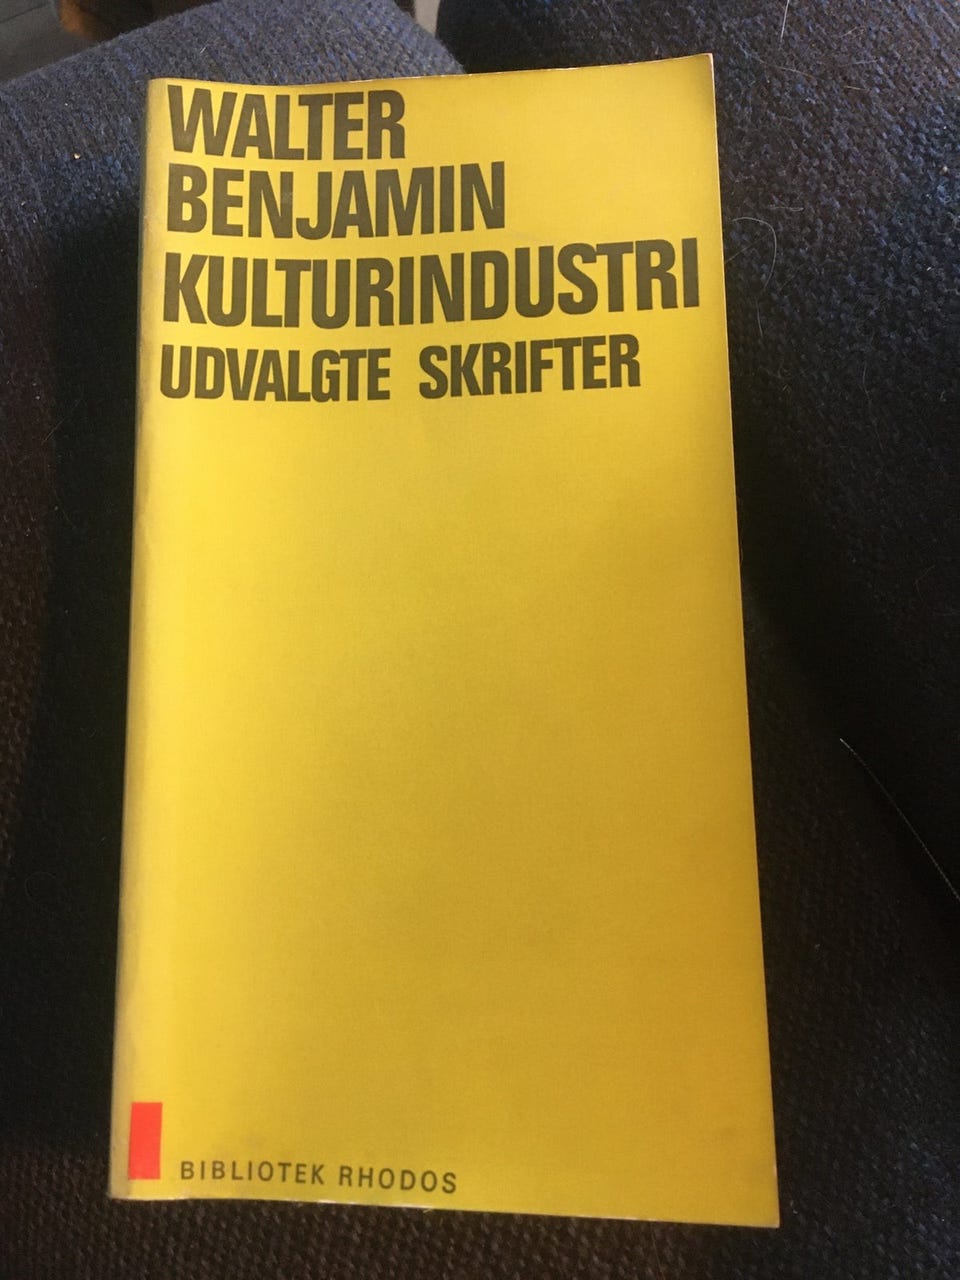 WALTER
BENJAMIN
KULTURINDUSTRI
UDVALGTE SKRIFTER
BIBLIOTEK RHODOS